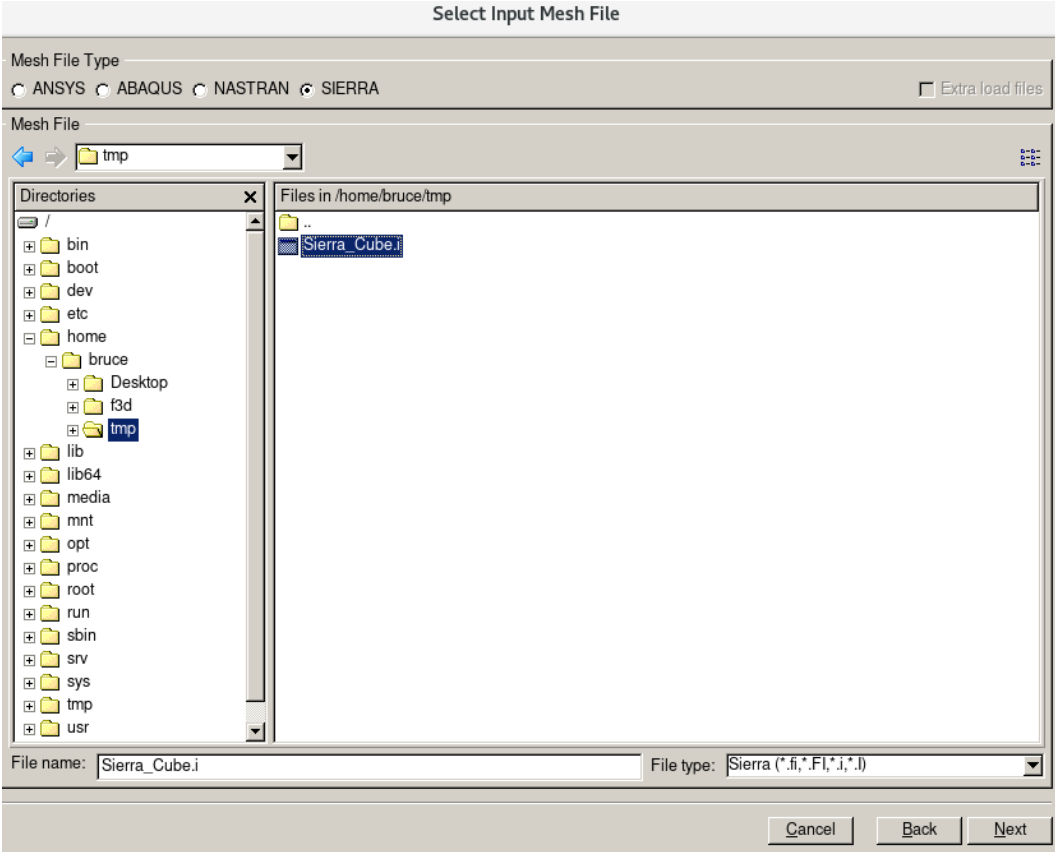 Select Input Mesh File
Mesh File Type
ANSYS ABAQUS NASTRAN SIERRA Extra load files
Mesh File
tmp
Directories
/
bin
boot
dev
etc
home
bruce
Desktop
f3d
tmp
lib
lib64
media
mnt
opt
proc
root
run
sbin
srv
sys
tmp
usr
Files in /home/bruce/tmp
..
Sierra_Cube.i
File name: Sierra_Cube.i File type: Sierra (*.fi,*.FI,*.i,*.I)
Cancel Back Next